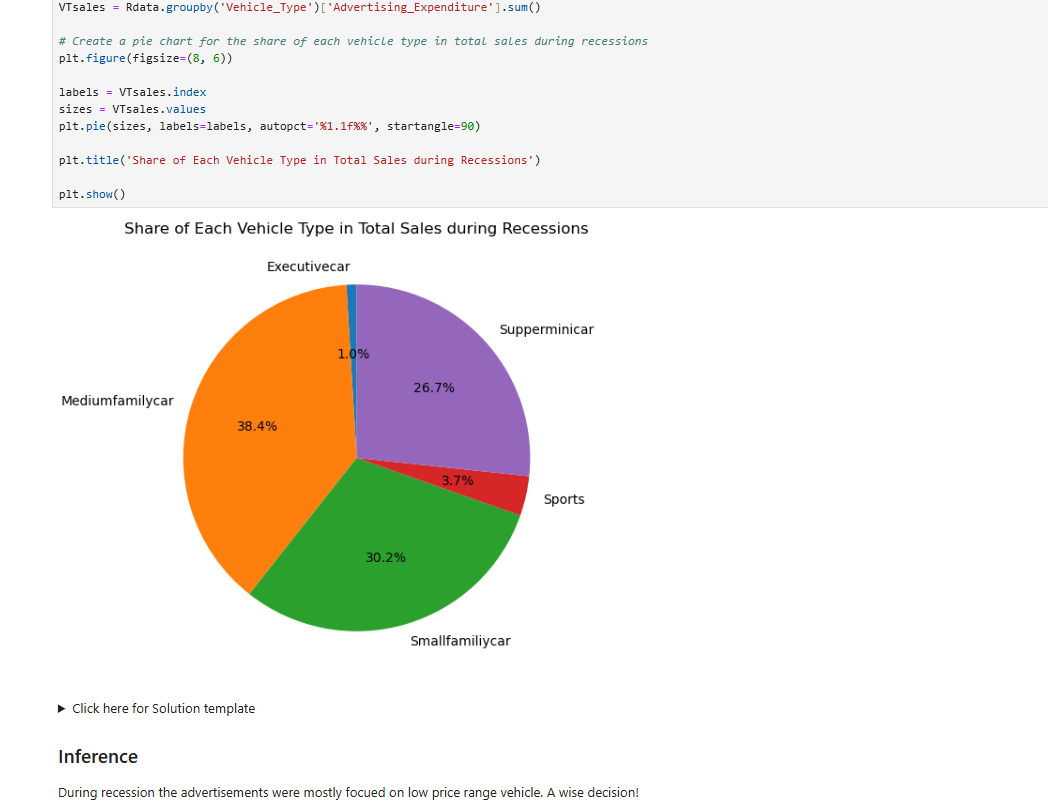 VTsales = Rdata.groupby('Vehicle_Type')['Advertising_Expenditure'].sum()
# Create a pie chart for the share of each vehicle type in total sales during recessions
plt.figure(figsize=(8, 6))
labels = VTsales.index
sizes = VTsales.values
plt.pie(sizes, labels=labels, autopct='%1.1f%%', startangle=90)
plt.title('Share of Each Vehicle Type in Total Sales during Recessions')
plt.show()
Share of Each Vehicle Type in Total Sales during Recessions
Executivecar
Supperminicar
1.0%
26.7%
Mediumfamilycar
38.4%
3.7%
Sports
30.2%
Smallfamiliycar
Click here for Solution template
Inference
During recession the advertisements were mostly focued on low price range vehicle. A wise decision!